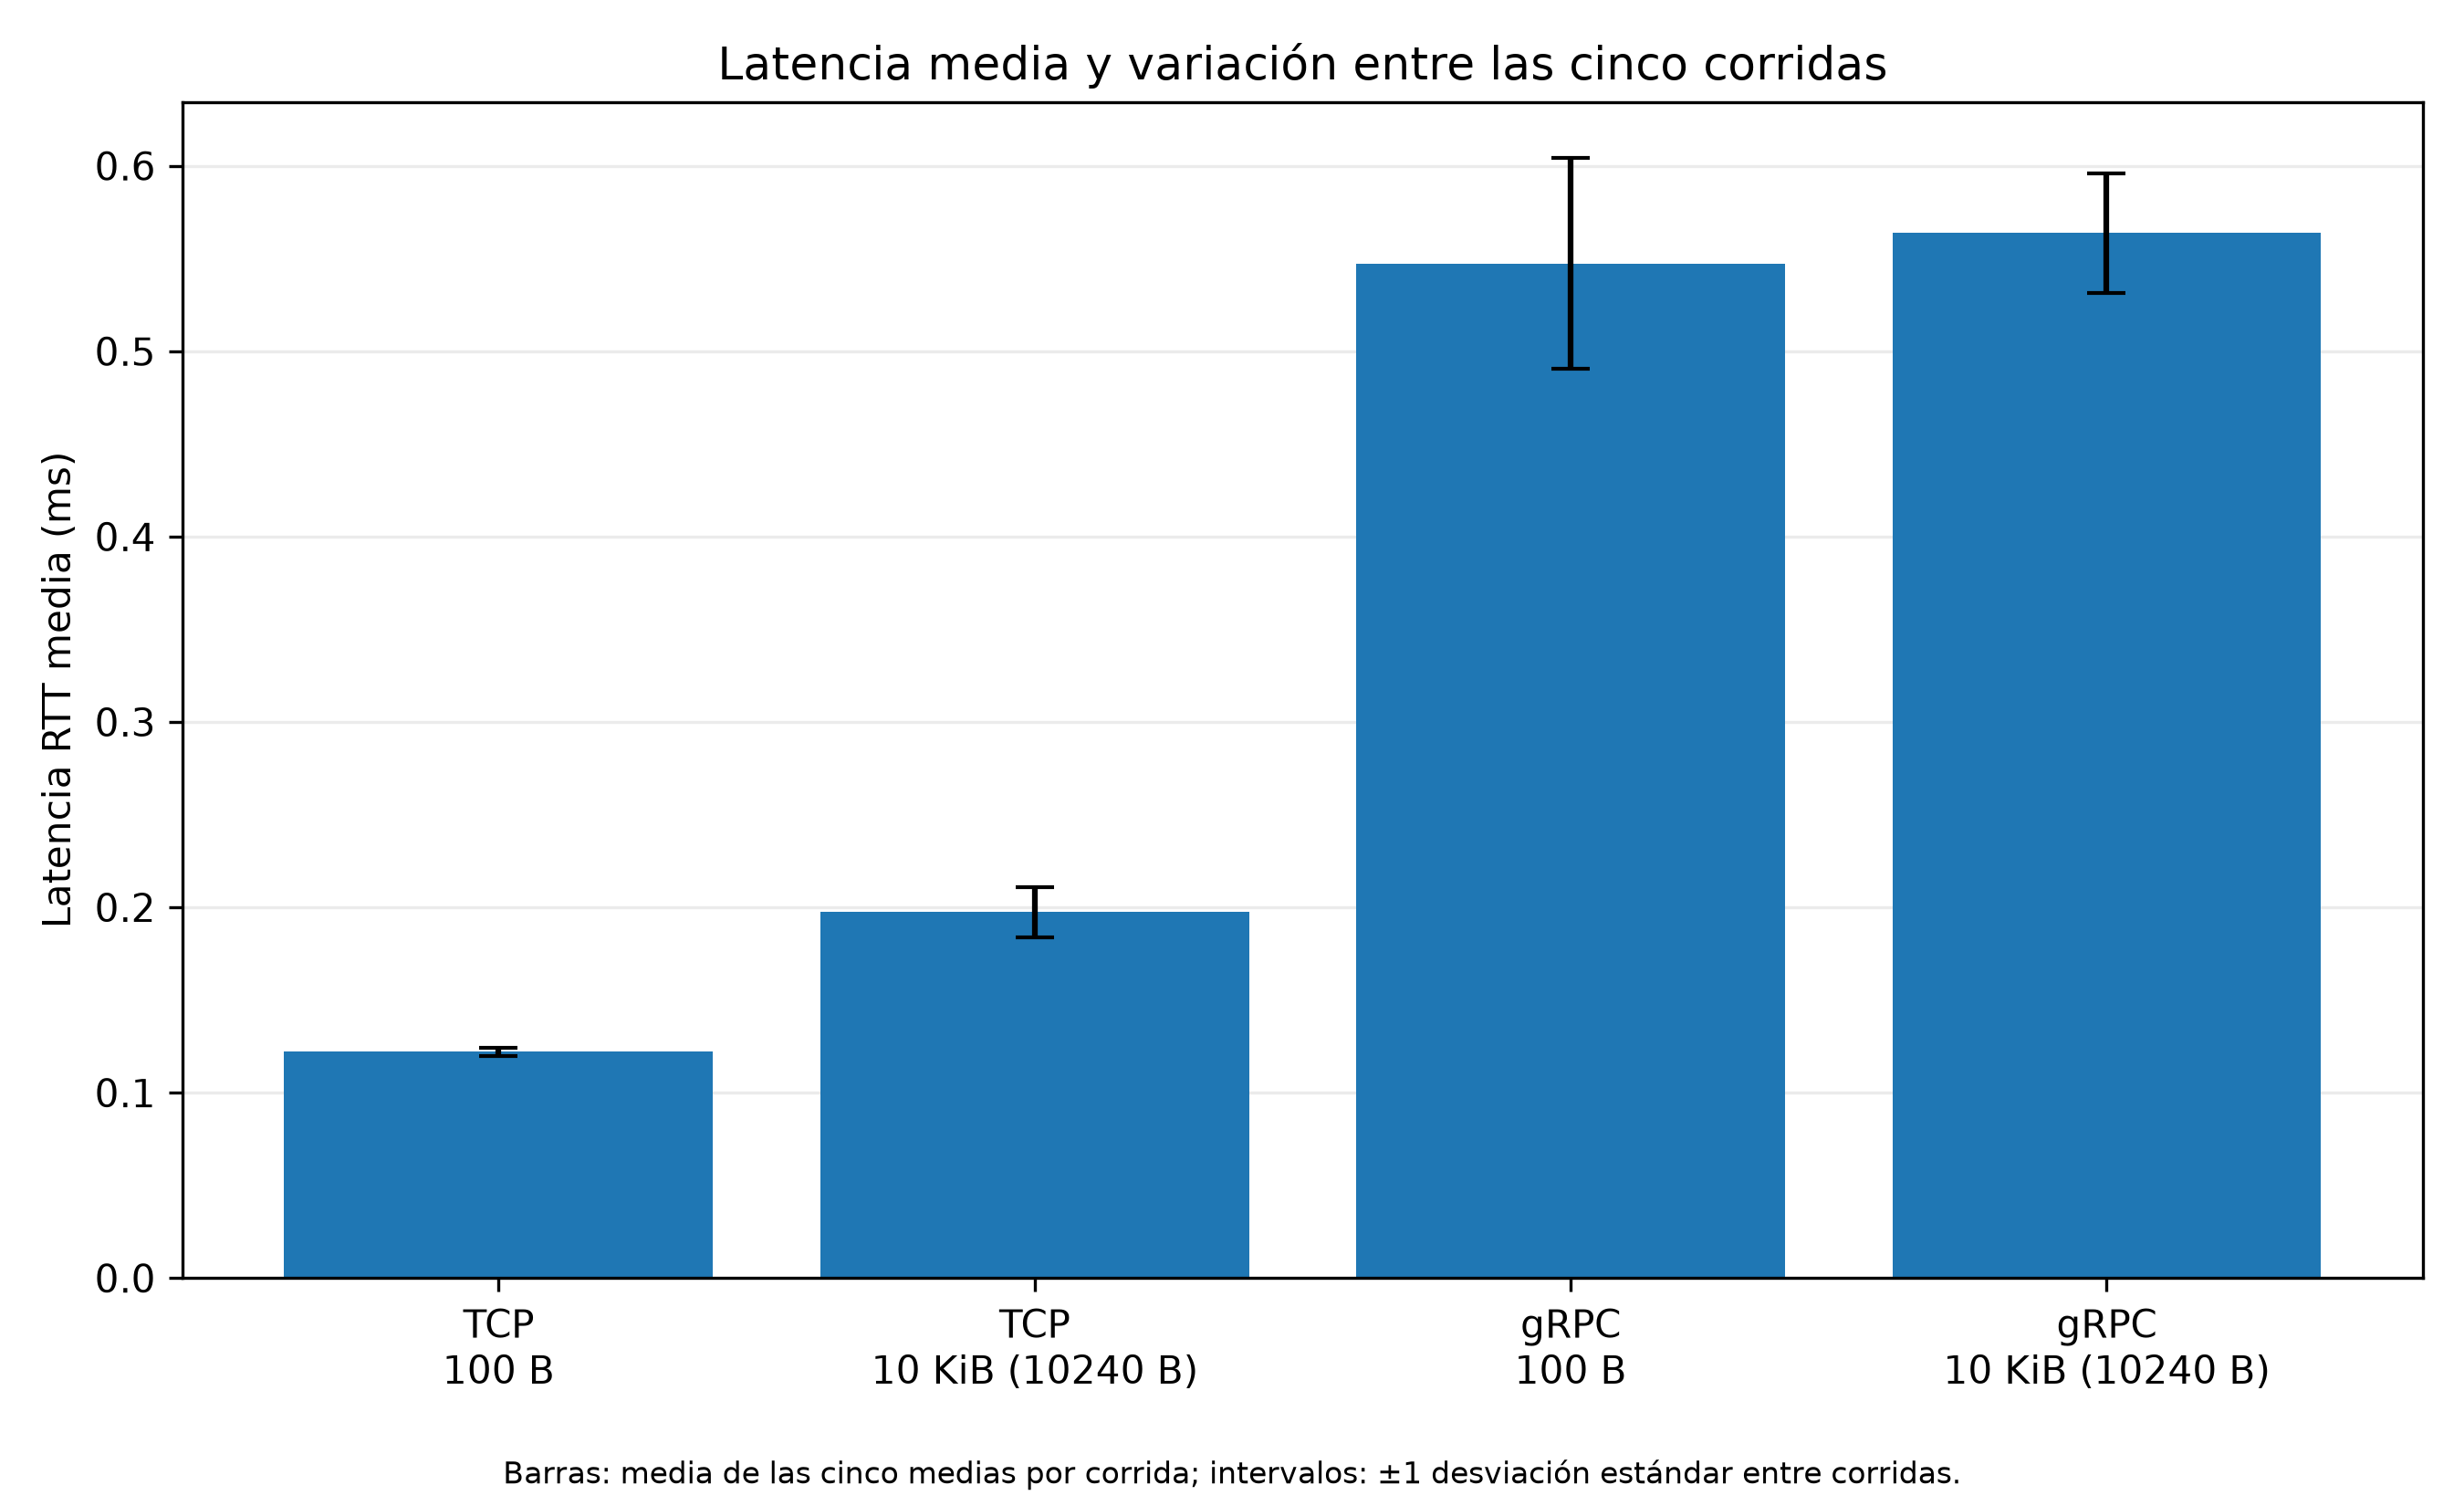 Latencia media y variación entre las cinco corridas
Latencia RTT media (ms)
0.6
0.5
0.4
0.3
0.2
0.1
0.0
TCP
100 B
TCP
10 KiB (10240 B)
gRPC
100 B
gRPC
10 KiB (10240 B)
Barras: media de las cinco medias por corrida; intervalos: ±1 desviación estándar entre corridas.